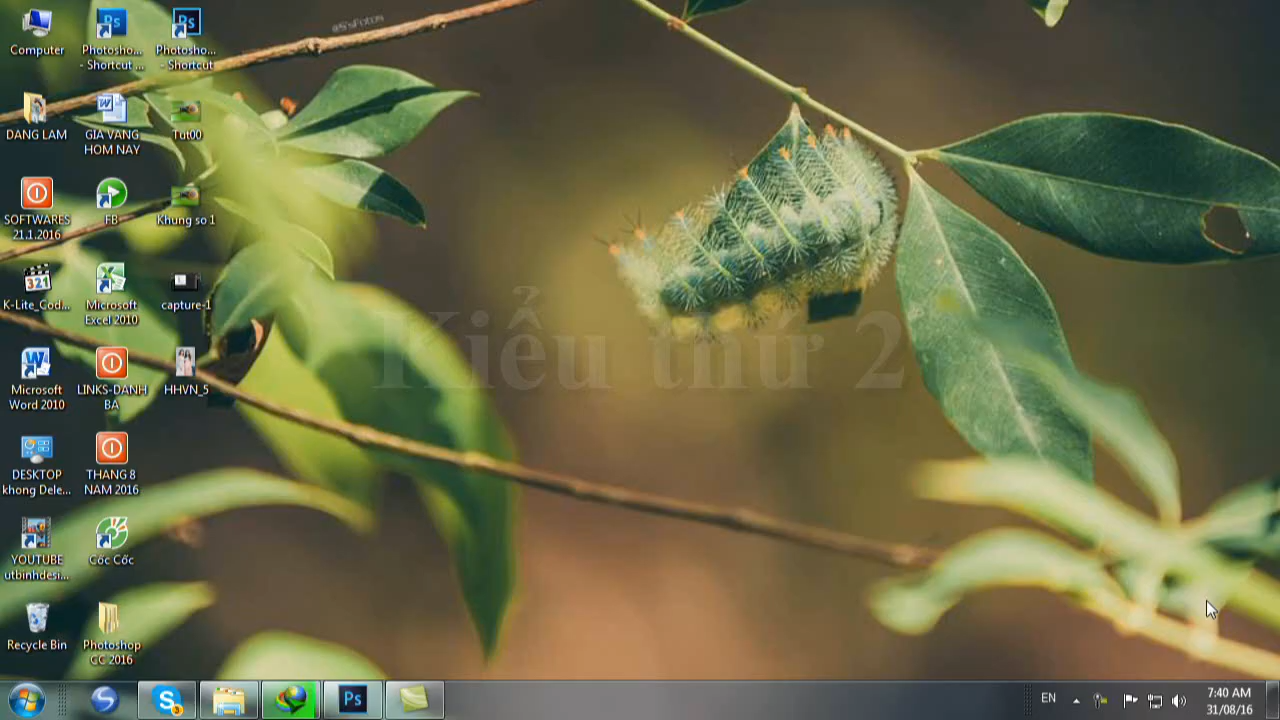 @S'sFotos
Computer
Photosho...
- Shortcut ...
Photosho...
- Shortcut
DANG LAM
GIA VANG
HOM NAY
Tut00
SOFTWARES
21.1.2016
FB
Khung so 1
K-Lite_Cod...
Microsoft
Excel 2010
capture-1
Kiểu thứ 2
Microsoft
Word 2010
LINKS-DANH
BA
HHVN_5
DESKTOP
khong Dele...
THANG 8
NAM 2016
YOUTUBE
utbinhdesi...
Cốc Cốc
Recycle Bin
Photoshop
CC 2016
EN
7:40 AM
31/08/16